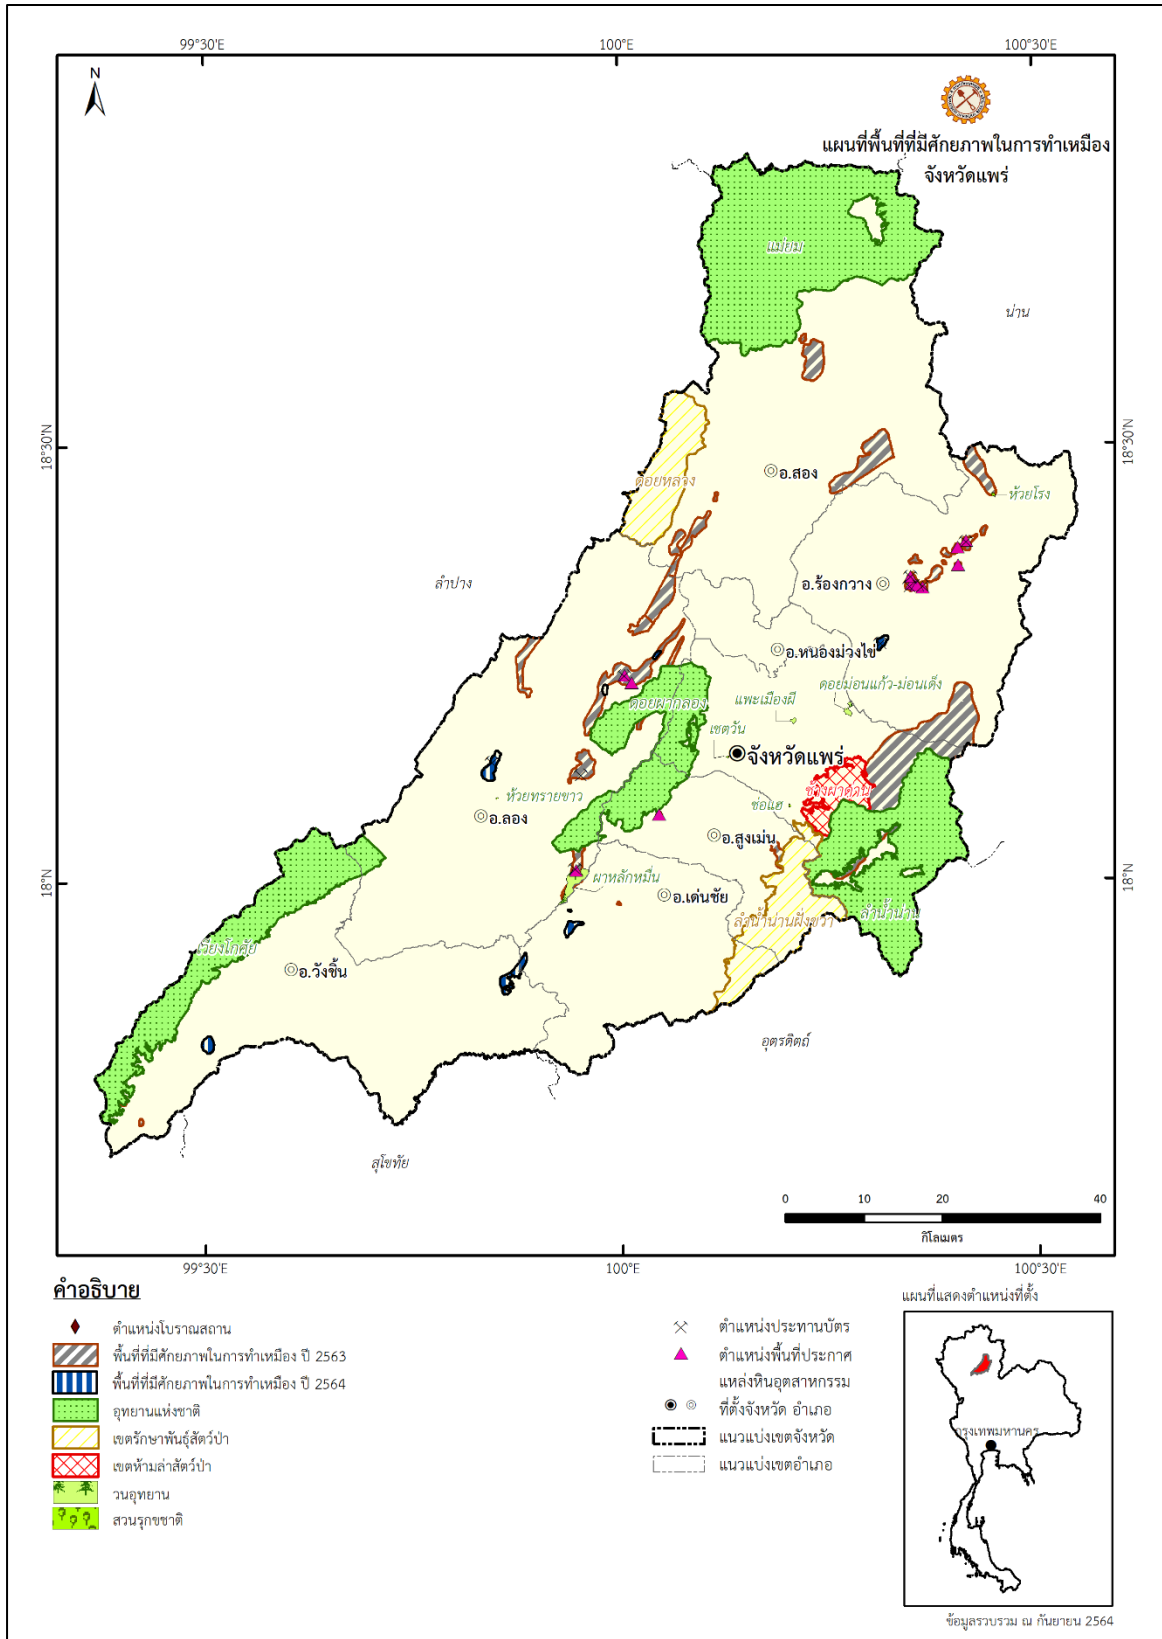 99°30'E
100°E
100°30'E
N
แผนที่พื้นที่ที่มีศักยภาพในการทำเหมือง
จังหวัดแพร่
แม่ยม
น่าน
18°30'N
18°30'N
ดอยหลวง
อ.สอง
ห้วยโรง
ลำปาง
อ.ร้องกวาง
อ.หนองม่วงไข่
ดอยม่อนแก้ว-ม่อนเด็ง
ดอยผากลอง
แพะเมืองผี
เชตวัน
จังหวัดแพร่
ช้างผาด่าน
ห้วยทรายขาว
ช่อแฮ
อ.ลอง
อ.สูงเม่น
18°N
18°N
ผาหลักหมื่น
อ.เด่นชัย
ลำน้ำน่านฝั่งขวา
ลำน้ำน่าน
เวียงโกศัย
อ.วังชิ้น
อุตรดิตถ์
สุโขทัย
0
10
20
40
กิโลเมตร
99°30'E
100°E
100°30'E
คำอธิบาย
ตำแหน่งโบราณสถาน
พื้นที่ที่มีศักยภาพในการทำเหมือง ปี 2563
พื้นที่ที่มีศักยภาพในการทำเหมือง ปี 2564
อุทยานแห่งชาติ
เขตรักษาพันธุ์สัตว์ป่า
เขตห้ามล่าสัตว์ป่า
วนอุทยาน
สวนรุกขชาติ
ตำแหน่งประทานบัตร
ตำแหน่งพื้นที่ประกาศ
แหล่งหินอุตสาหกรรม
ที่ตั้งจังหวัด อำเภอ
แนวแบ่งเขตจังหวัด
แนวแบ่งเขตอำเภอ
แผนที่แสดงตำแหน่งที่ตั้ง
กรุงเทพมหานคร
ข้อมูลรวบรวม ณ กันยายน 2564